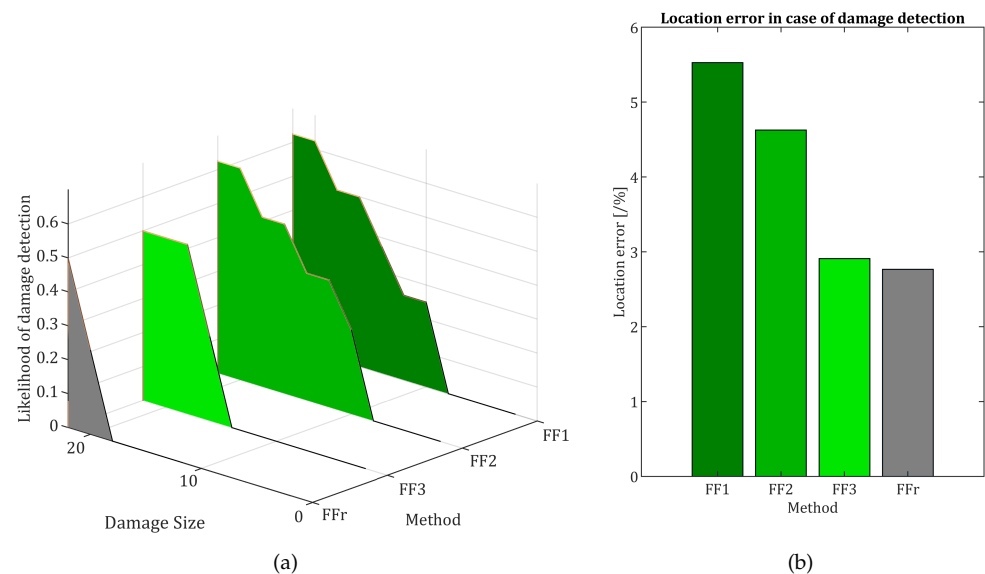 0.6
0.5
0.4
0.3
0.2
0.1
0
Likelihood of damage detection
20
10
0
Damage Size
FFr
FF3
FF2
FF1
Method
(a)
Location error in case of damage detection
6
5
4
3
2
1
0
Location error [/%]
FF1 FF2 FF3 FFr
Method
(b)